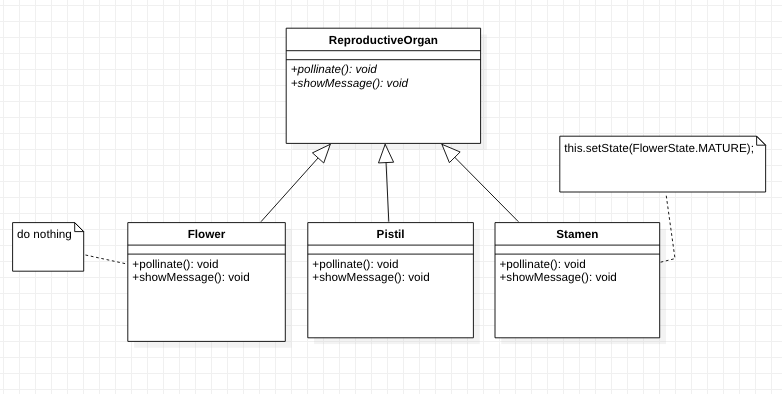 ReproductiveOrgan
+pollinate(): void
+showMessage(): void
this.setState(FlowerState.MATURE);
do nothing
Flower
+pollinate(): void
+showMessage(): void
Pistil
+pollinate(): void
+showMessage(): void
Stamen
+pollinate(): void
+showMessage(): void